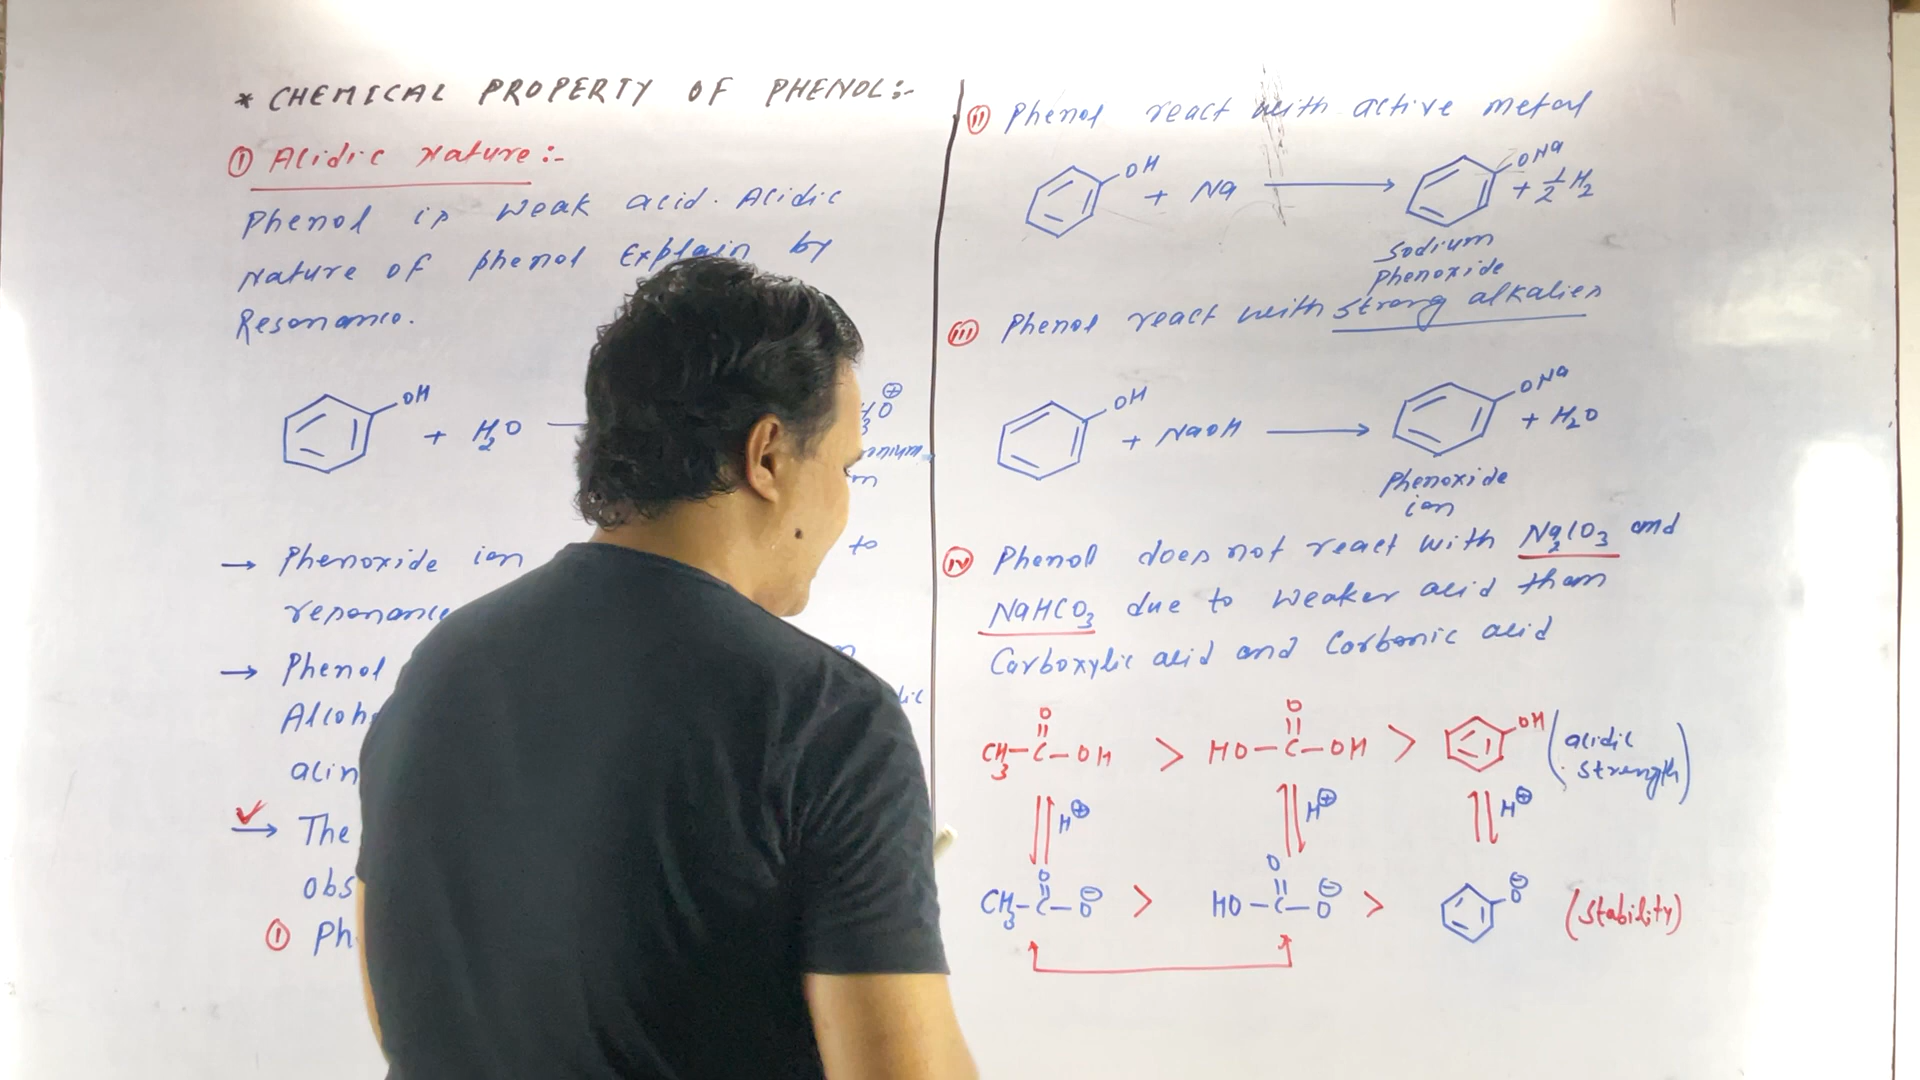 * CHEMICAL PROPERTY OF PHENOL:-
① Acidic Nature:-
Phenol is weak acid. Acidic
Nature of phenol Explain by
Resonance.
OH
+ H2O
H3O⊕
→ Phenoxide ion to
resonance
→ Phenol
→ The
① Ph
(ii) Phenol react with active metal
OH + Na → ONa + 1/2 H2
Sodium
Phenoxide
(iii) Phenol react with strong alkalies
OH + NaOH → ONa + H2O
Phenoxide
ion
(iv) Phenol does not react with Na2CO3 and
NaHCO3 due to weaker acid than
Carboxylic acid and Carbonic acid
O O
CH3-C-OH > HO-C-OH > OH (acidic
strength)
H⊕ H⊕ H⊕
O O
CH3-C-O⊖ > HO-C-O⊖ > O⊖ (Stability)